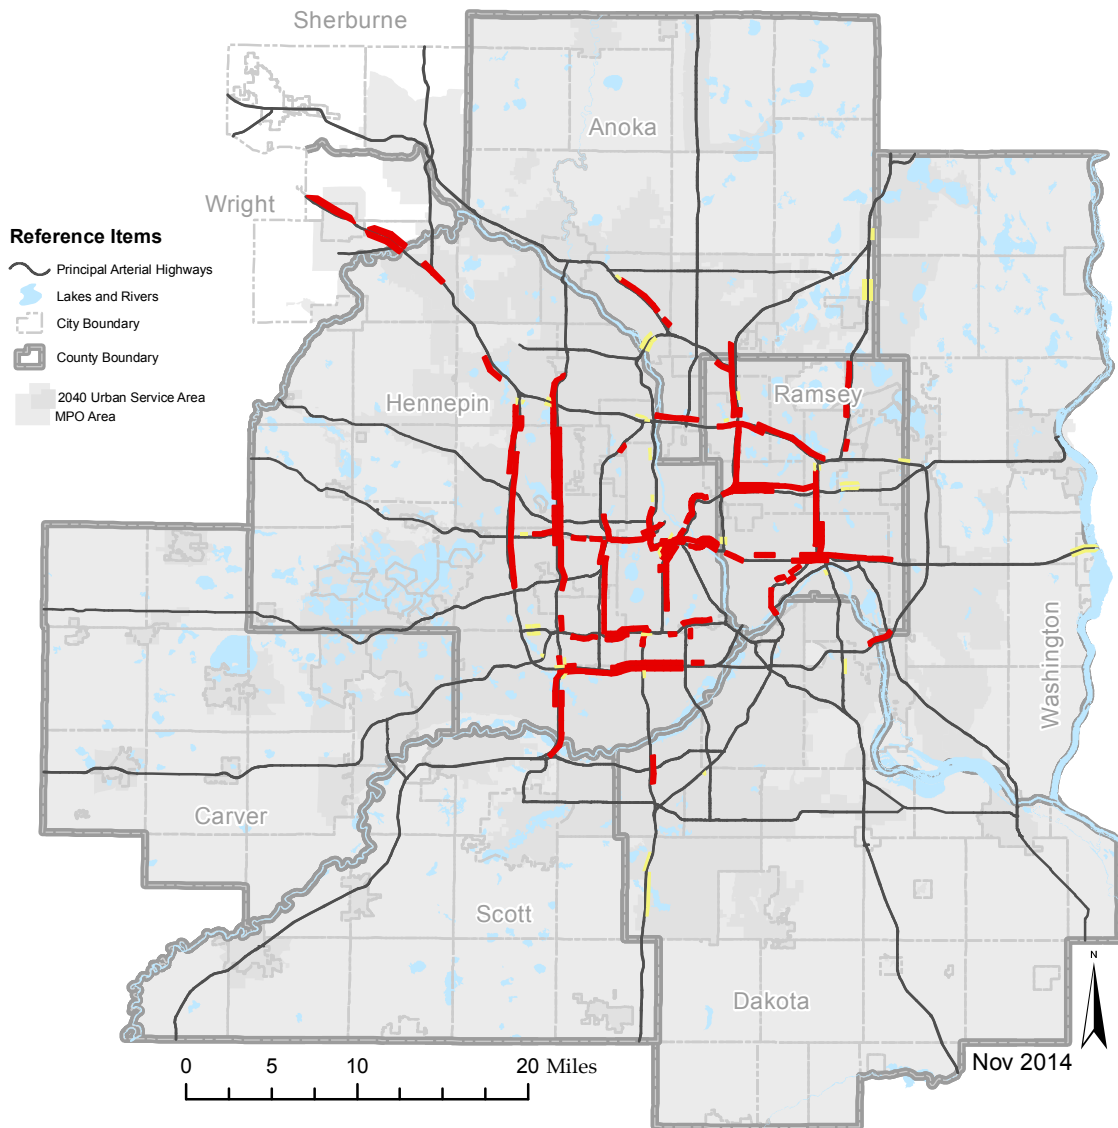 Sherburne
Anoka
Wright
Reference Items
Principal Arterial Highways
Lakes and Rivers
City Boundary
County Boundary
2040 Urban Service Area
MPO Area
Hennepin
Ramsey
Washington
Carver
Scott
Dakota
N
Nov 2014
0 5 10 20 Miles